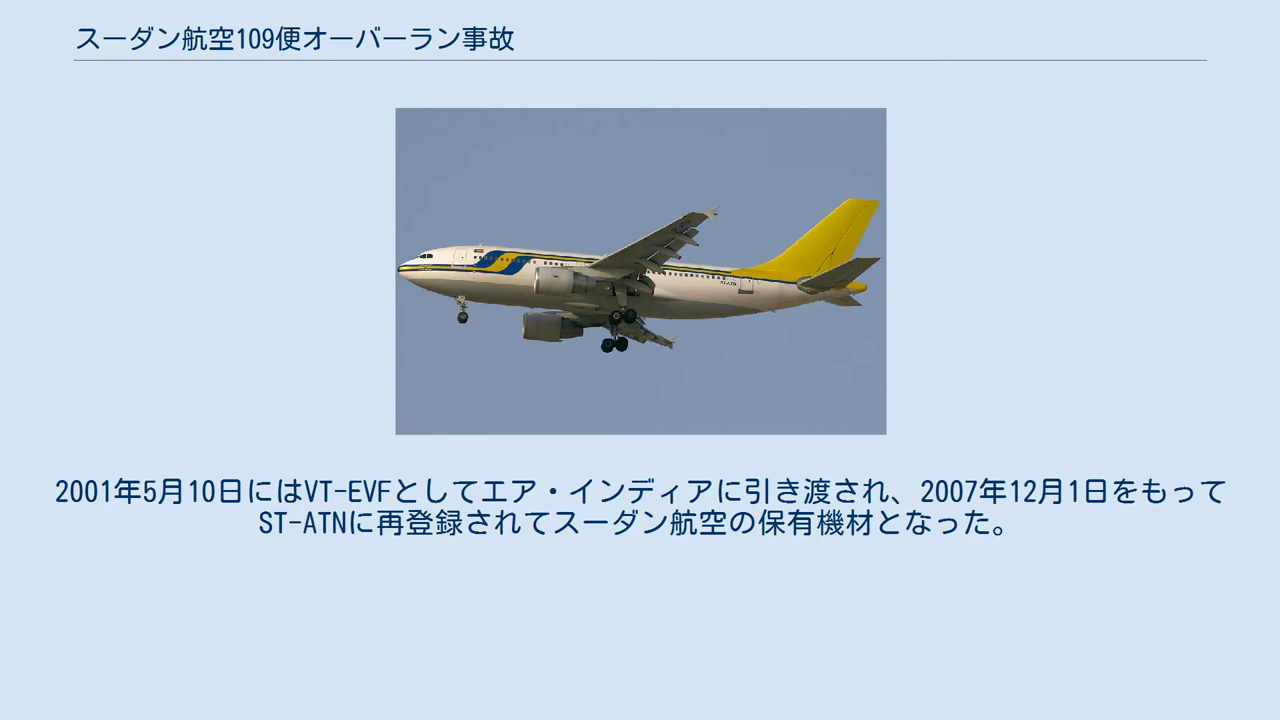 スーダン航空109便オーバーラン事故
2001年5月10日にはVT-EVFとしてエア・インディアに引き渡され、2007年12月1日をもって
ST-ATNに再登録されてスーダン航空の保有機材となった。